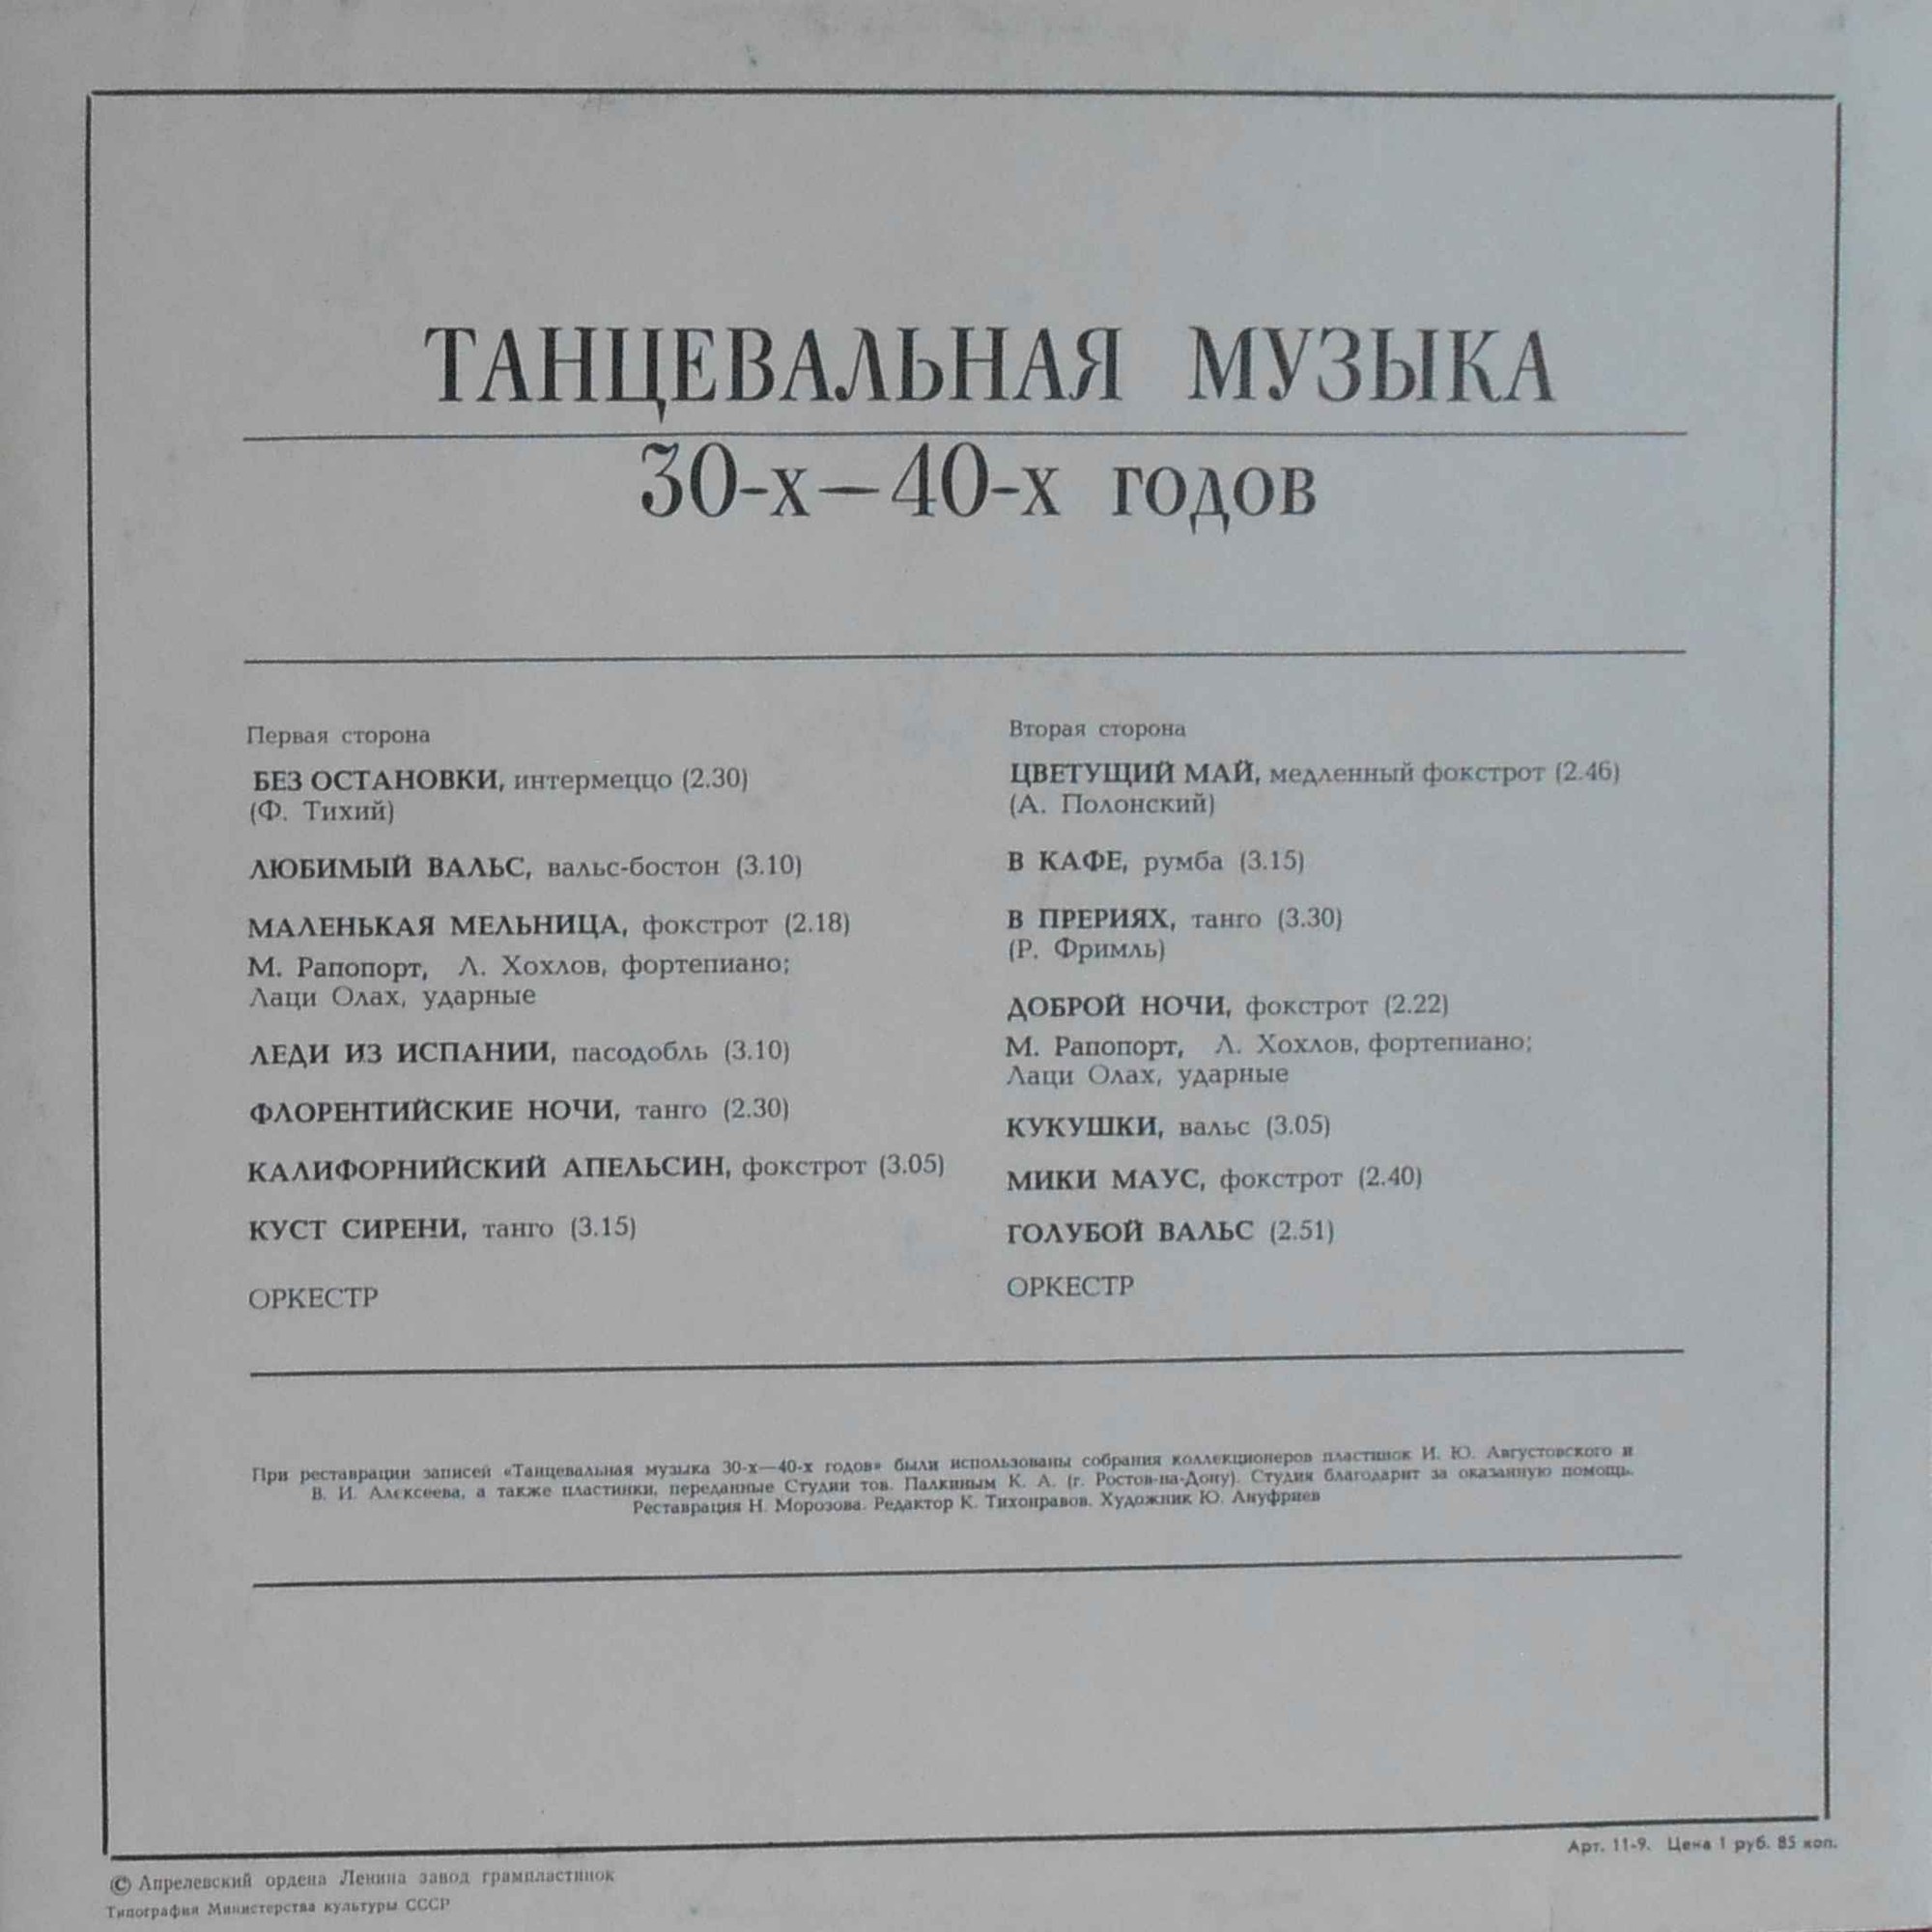 ТАНЦЕВАЛЬНАЯ МУЗЫКА
30-х—40-х годов
Первая сторона
БЕЗ ОСТАНОВКИ, интермеццо (2.30)
(Ф. Тихий)
ЛЮБИМЫЙ ВАЛЬС, вальс-бостон (3.10)
МАЛЕНЬКАЯ МЕЛЬНИЦА, фокстрот (2.18)
М. Рапопорт, Л. Хохлов, фортепиано;
Лаци Олах, ударные
ЛЕДИ ИЗ ИСПАНИИ, пасодобль (3.10)
ФЛОРЕНТИЙСКИЕ НОЧИ, танго (2.30)
КАЛИФОРНИЙСКИЙ АПЕЛЬСИН, фокстрот (3.05)
КУСТ СИРЕНИ, танго (3.15)
ОРКЕСТР
Вторая сторона
ЦВЕТУЩИЙ МАЙ, медленный фокстрот (2.46)
(А. Полонский)
В КАФЕ, румба (3.15)
В ПРЕРИЯХ, танго (3.30)
(Р. Фримль)
ДОБРОЙ НОЧИ, фокстрот (2.22)
М. Рапопорт, Л. Хохлов, фортепиано;
Лаци Олах, ударные
КУКУШКИ, вальс (3.05)
МИКИ МАУС, фокстрот (2.40)
ГОЛУБОЙ ВАЛЬС (2.51)
ОРКЕСТР
При реставрации записей «Танцевальная музыка 30-х—40-х годов» были использованы собрания коллекционеров пластинок И. Ю. Августовского и
В. И. Алексеева, а также пластинки, переданные Студии тов. Палкиным К. А. (г. Ростов-на-Дону). Студия благодарит за оказанную помощь.
Реставрация Н. Морозова. Редактор К. Тихонравов. Художник Ю. Ануфриев
Арт. 11-9. Цена 1 руб. 85 коп.
© Апрелевский ордена Ленина завод грампластинок
Типография Министерства культуры СССР